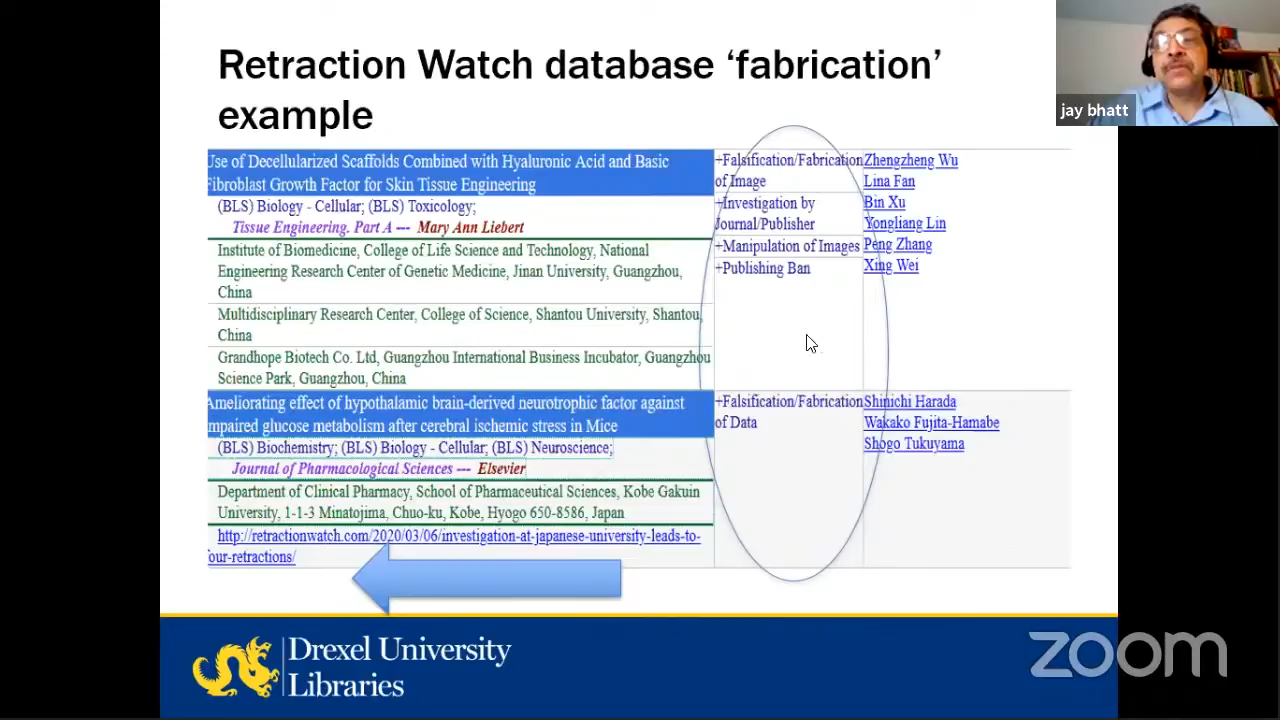 Retraction Watch database ‘fabrication’
example
Use of Decellularized Scaffolds Combined with Hyaluronic Acid and Basic
Fibroblast Growth Factor for Skin Tissue Engineering
(BLS) Biology - Cellular; (BLS) Toxicology;
Tissue Engineering. Part A --- Mary Ann Liebert
Institute of Biomedicine, College of Life Science and Technology, National
Engineering Research Center of Genetic Medicine, Jinan University, Guangzhou,
China
Multidisciplinary Research Center, College of Science, Shantou University, Shantou,
China
Grandhope Biotech Co. Ltd, Guangzhou International Business Incubator, Guangzhou
Science Park, Guangzhou, China
+Falsification/Fabrication
of Image
+Investigation by
Journal/Publisher
+Manipulation of Images
+Publishing Ban
Zhengzheng Wu
Lina Fan
Bin Xu
Yongliang Lin
Peng Zhang
Xing Wei
Ameliorating effect of hypothalamic brain-derived neurotrophic factor against
impaired glucose metabolism after cerebral ischemic stress in Mice
(BLS) Biochemistry; (BLS) Biology - Cellular; (BLS) Neuroscience;
Journal of Pharmacological Sciences --- Elsevier
Department of Clinical Pharmacy, School of Pharmaceutical Sciences, Kobe Gakuin
University, 1-1-3 Minatojima, Chuo-ku, Kobe, Hyogo 650-8586, Japan
http://retractionwatch.com/2020/03/06/investigation-at-japanese-university-leads-to-
four-retractions/
+Falsification/Fabrication
of Data
Shinichi Harada
Wakako Fujita-Hamabe
Shogo Tukuyama
Drexel University
Libraries
jay bhatt
zoom